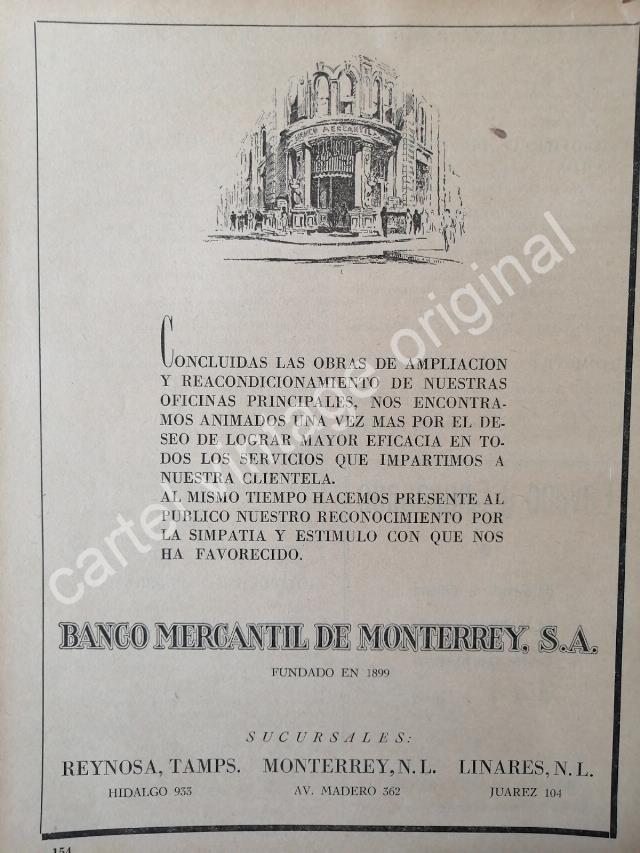 BANCO MERCANTIL
CONCLUIDAS LAS OBRAS DE AMPLIACION
Y REACONDICIONAMIENTO DE NUESTRAS
OFICINAS PRINCIPALES, NOS ENCONTRA-
MOS ANIMADOS UNA VEZ MAS POR EL DE-
SEO DE LOGRAR MAYOR EFICACIA EN TO-
DOS LOS SERVICIOS QUE IMPARTIMOS A
NUESTRA CLIENTELA.
AL MISMO TIEMPO HACEMOS PRESENTE AL
PUBLICO NUESTRO RECONOCIMIENTO POR
LA SIMPATIA Y ESTIMULO CON QUE NOS
HA FAVORECIDO.
cartel vintage original
BANCO MERCANTIL DE MONTERREY, S.A.
FUNDADO EN 1899
SUCURSALES:
REYNOSA, TAMPS. MONTERREY, N.L. LINARES, N.L.
HIDALGO 933 AV. MADERO 362 JUAREZ 104
154